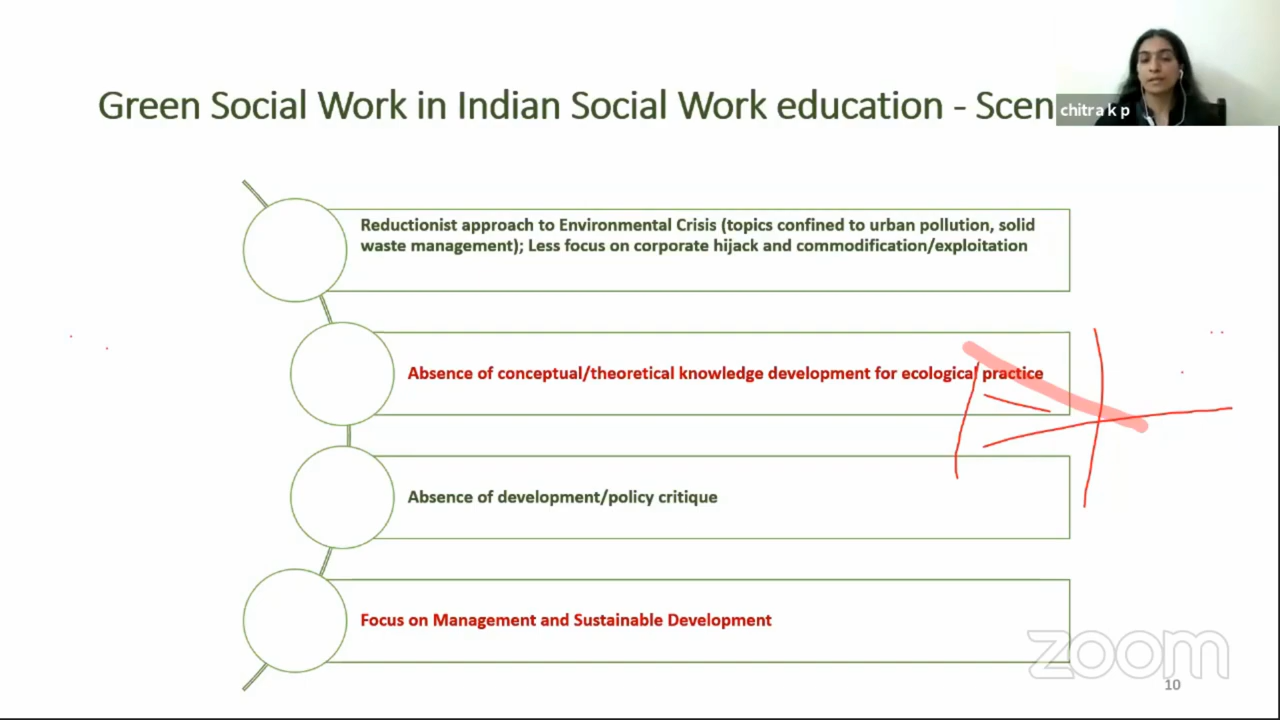 Green Social Work in Indian Social Work education - Scen
chitra k p
Reductionist approach to Environmental Crisis (topics confined to urban pollution, solid
waste management); Less focus on corporate hijack and commodification/exploitation
Absence of conceptual/theoretical knowledge development for ecological practice
Absence of development/policy critique
Focus on Management and Sustainable Development
zoom
10